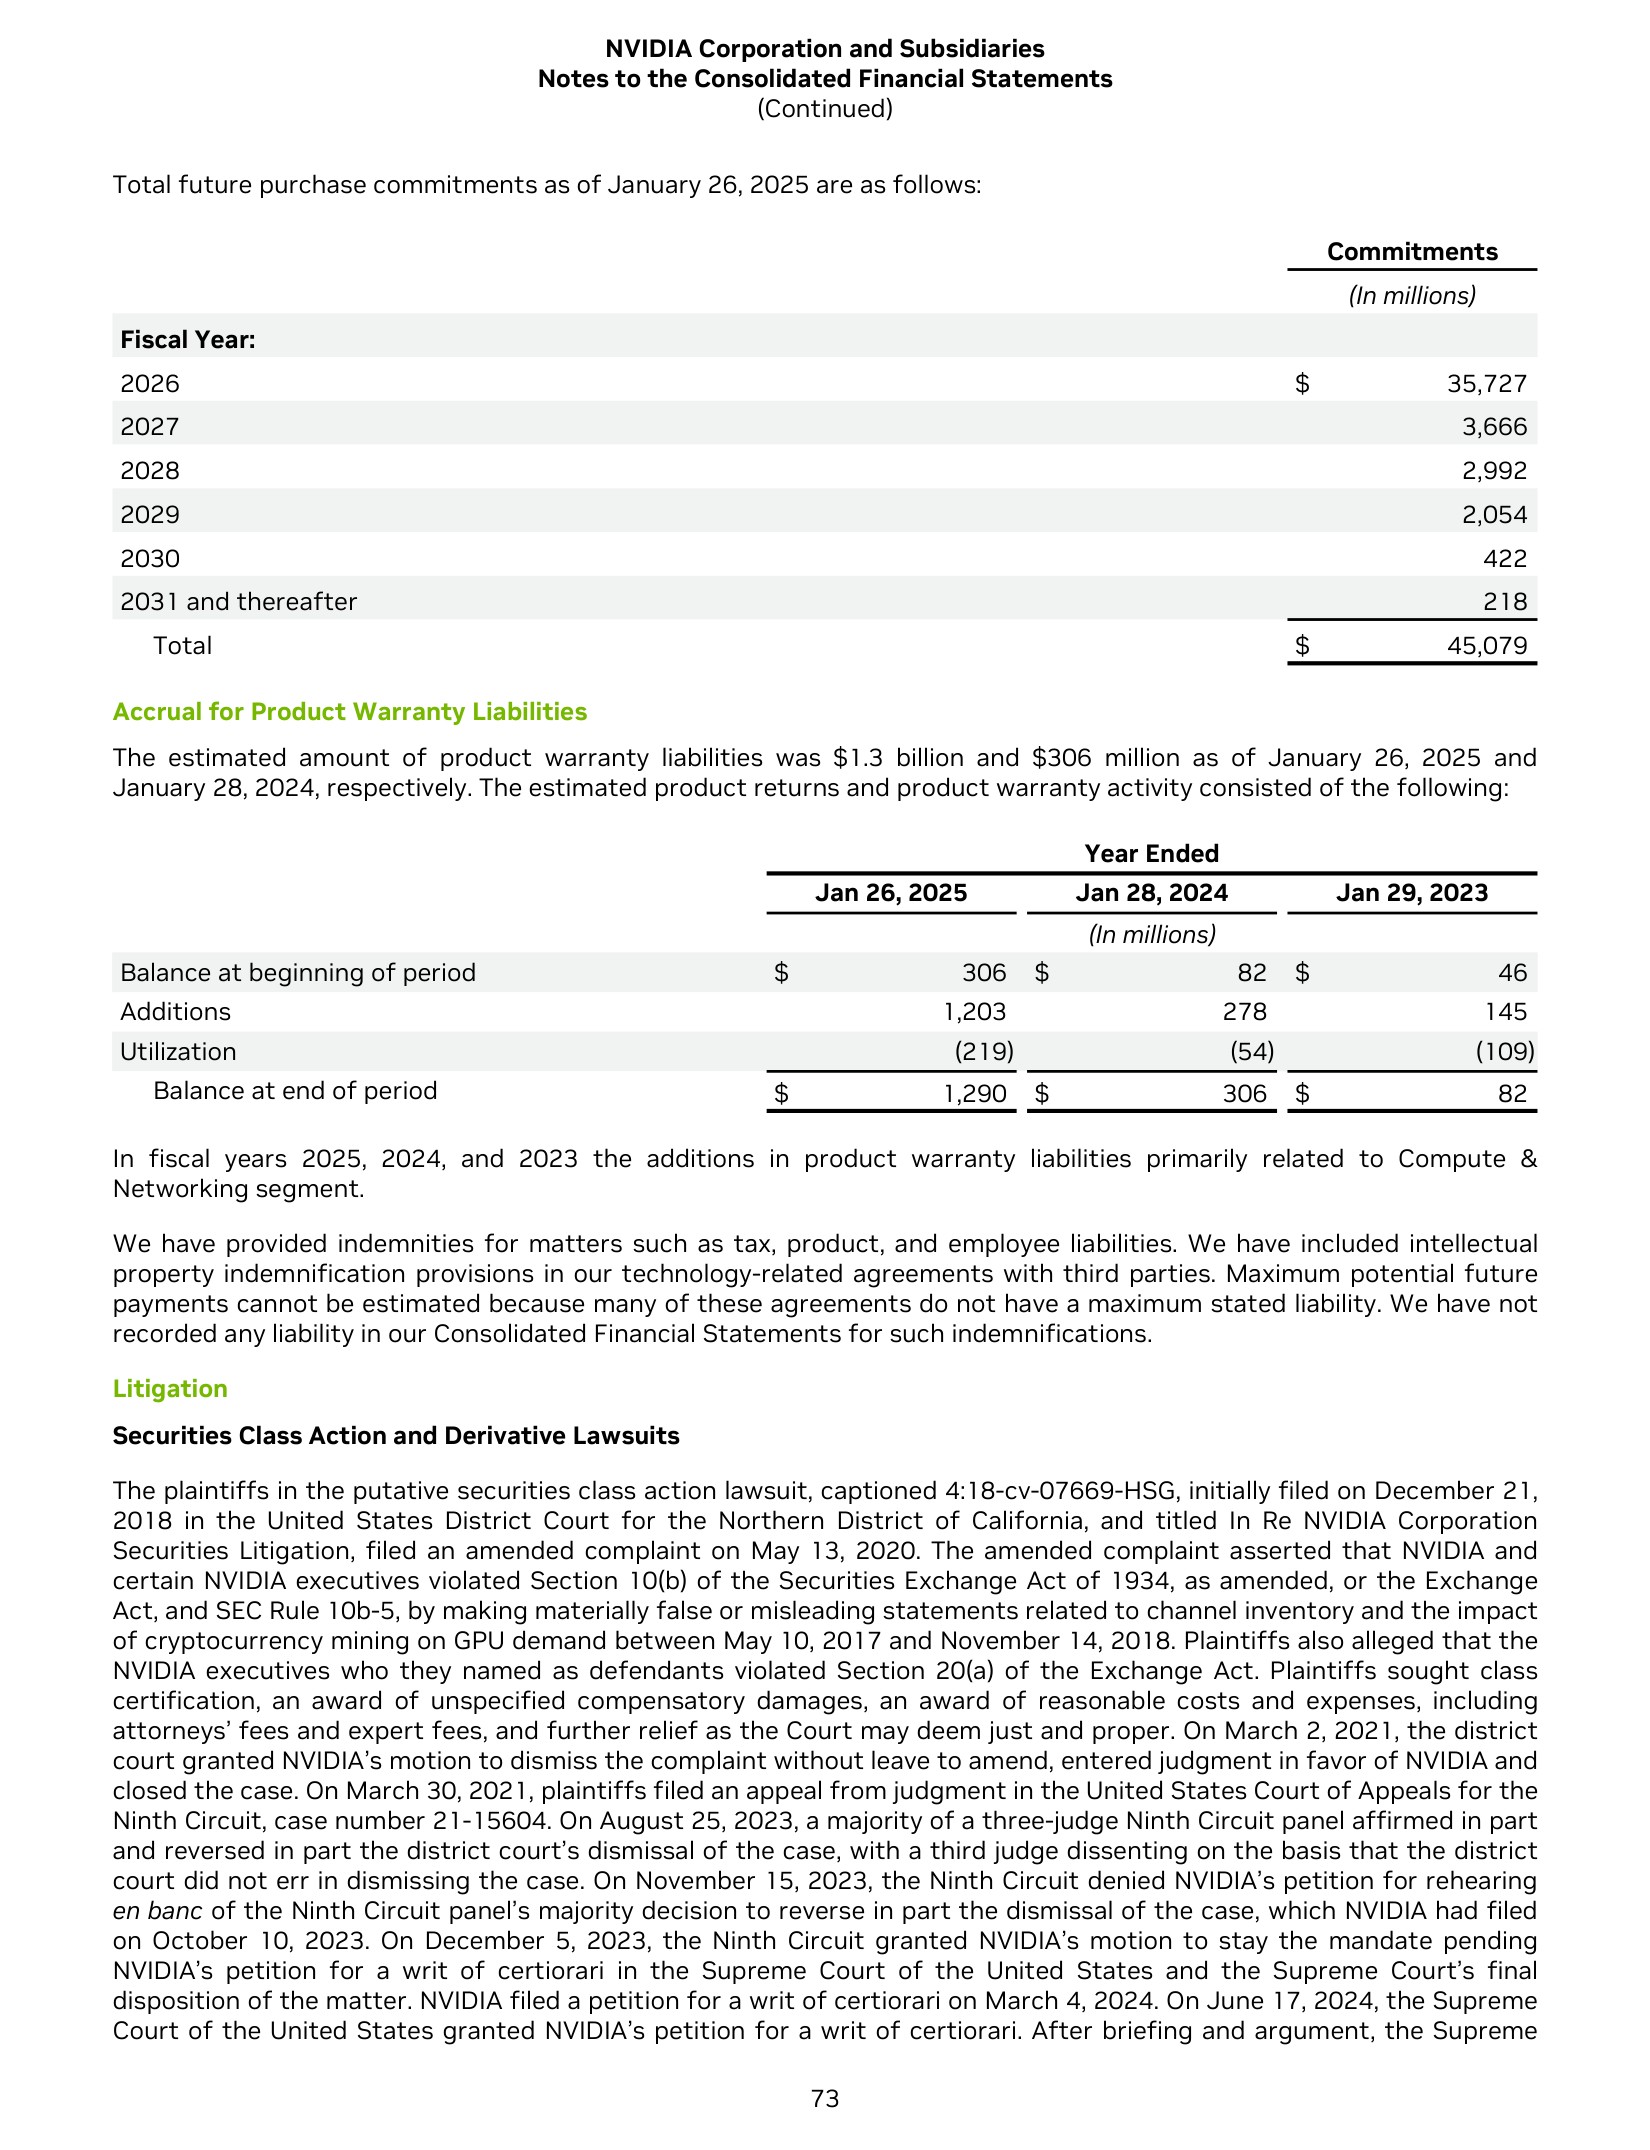 NVIDIA Corporation and Subsidiaries
Notes to the Consolidated Financial Statements
(Continued)
Total future purchase commitments as of January 26, 2025 are as follows:
Commitments
(In millions)
Fiscal Year:
2026 $ 35,727
2027 3,666
2028 2,992
2029 2,054
2030 422
2031 and thereafter 218
Total $ 45,079
Accrual for Product Warranty Liabilities
The estimated amount of product warranty liabilities was $1.3 billion and $306 million as of January 26, 2025 and
January 28, 2024, respectively. The estimated product returns and product warranty activity consisted of the following:
Year Ended
Jan 26, 2025 Jan 28, 2024 Jan 29, 2023
(In millions)
Balance at beginning of period $ 306 $ 82 $ 46
Additions 1,203 278 145
Utilization (219) (54) (109)
Balance at end of period $ 1,290 $ 306 $ 82
In fiscal years 2025, 2024, and 2023 the additions in product warranty liabilities primarily related to Compute &
Networking segment.
We have provided indemnities for matters such as tax, product, and employee liabilities. We have included intellectual
property indemnification provisions in our technology-related agreements with third parties. Maximum potential future
payments cannot be estimated because many of these agreements do not have a maximum stated liability. We have not
recorded any liability in our Consolidated Financial Statements for such indemnifications.
Litigation
Securities Class Action and Derivative Lawsuits
The plaintiffs in the putative securities class action lawsuit, captioned 4:18-cv-07669-HSG, initially filed on December 21,
2018 in the United States District Court for the Northern District of California, and titled In Re NVIDIA Corporation
Securities Litigation, filed an amended complaint on May 13, 2020. The amended complaint asserted that NVIDIA and
certain NVIDIA executives violated Section 10(b) of the Securities Exchange Act of 1934, as amended, or the Exchange
Act, and SEC Rule 10b-5, by making materially false or misleading statements related to channel inventory and the impact
of cryptocurrency mining on GPU demand between May 10, 2017 and November 14, 2018. Plaintiffs also alleged that the
NVIDIA executives who they named as defendants violated Section 20(a) of the Exchange Act. Plaintiffs sought class
certification, an award of unspecified compensatory damages, an award of reasonable costs and expenses, including
attorneys’ fees and expert fees, and further relief as the Court may deem just and proper. On March 2, 2021, the district
court granted NVIDIA’s motion to dismiss the complaint without leave to amend, entered judgment in favor of NVIDIA and
closed the case. On March 30, 2021, plaintiffs filed an appeal from judgment in the United States Court of Appeals for the
Ninth Circuit, case number 21-15604. On August 25, 2023, a majority of a three-judge Ninth Circuit panel affirmed in part
and reversed in part the district court’s dismissal of the case, with a third judge dissenting on the basis that the district
court did not err in dismissing the case. On November 15, 2023, the Ninth Circuit denied NVIDIA’s petition for rehearing
en banc of the Ninth Circuit panel’s majority decision to reverse in part the dismissal of the case, which NVIDIA had filed
on October 10, 2023. On December 5, 2023, the Ninth Circuit granted NVIDIA’s motion to stay the mandate pending
NVIDIA’s petition for a writ of certiorari in the Supreme Court of the United States and the Supreme Court’s final
disposition of the matter. NVIDIA filed a petition for a writ of certiorari on March 4, 2024. On June 17, 2024, the Supreme
Court of the United States granted NVIDIA’s petition for a writ of certiorari. After briefing and argument, the Supreme
73